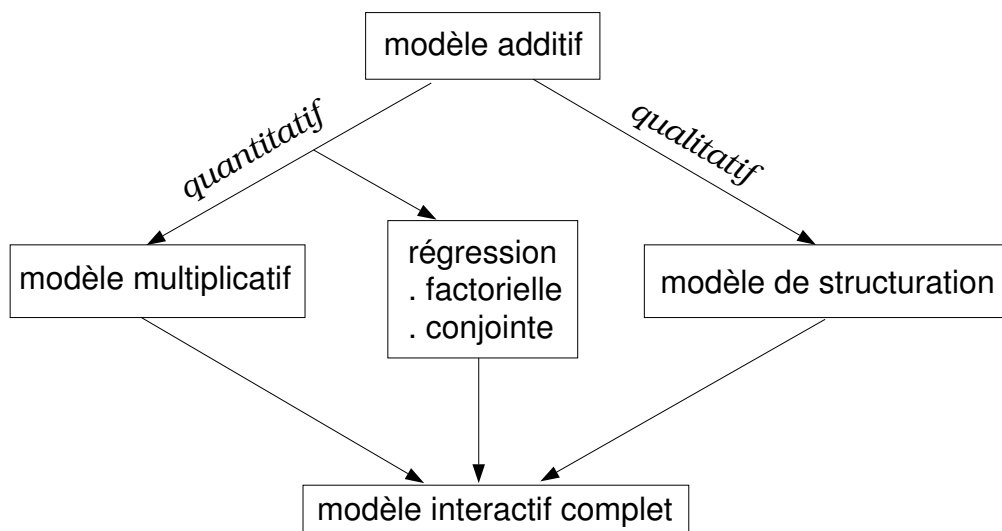 modèle additif
quantitatif
qualitatif
modèle multiplicatif
régression
. factorielle
. conjointe
modèle de structuration
modèle interactif complet